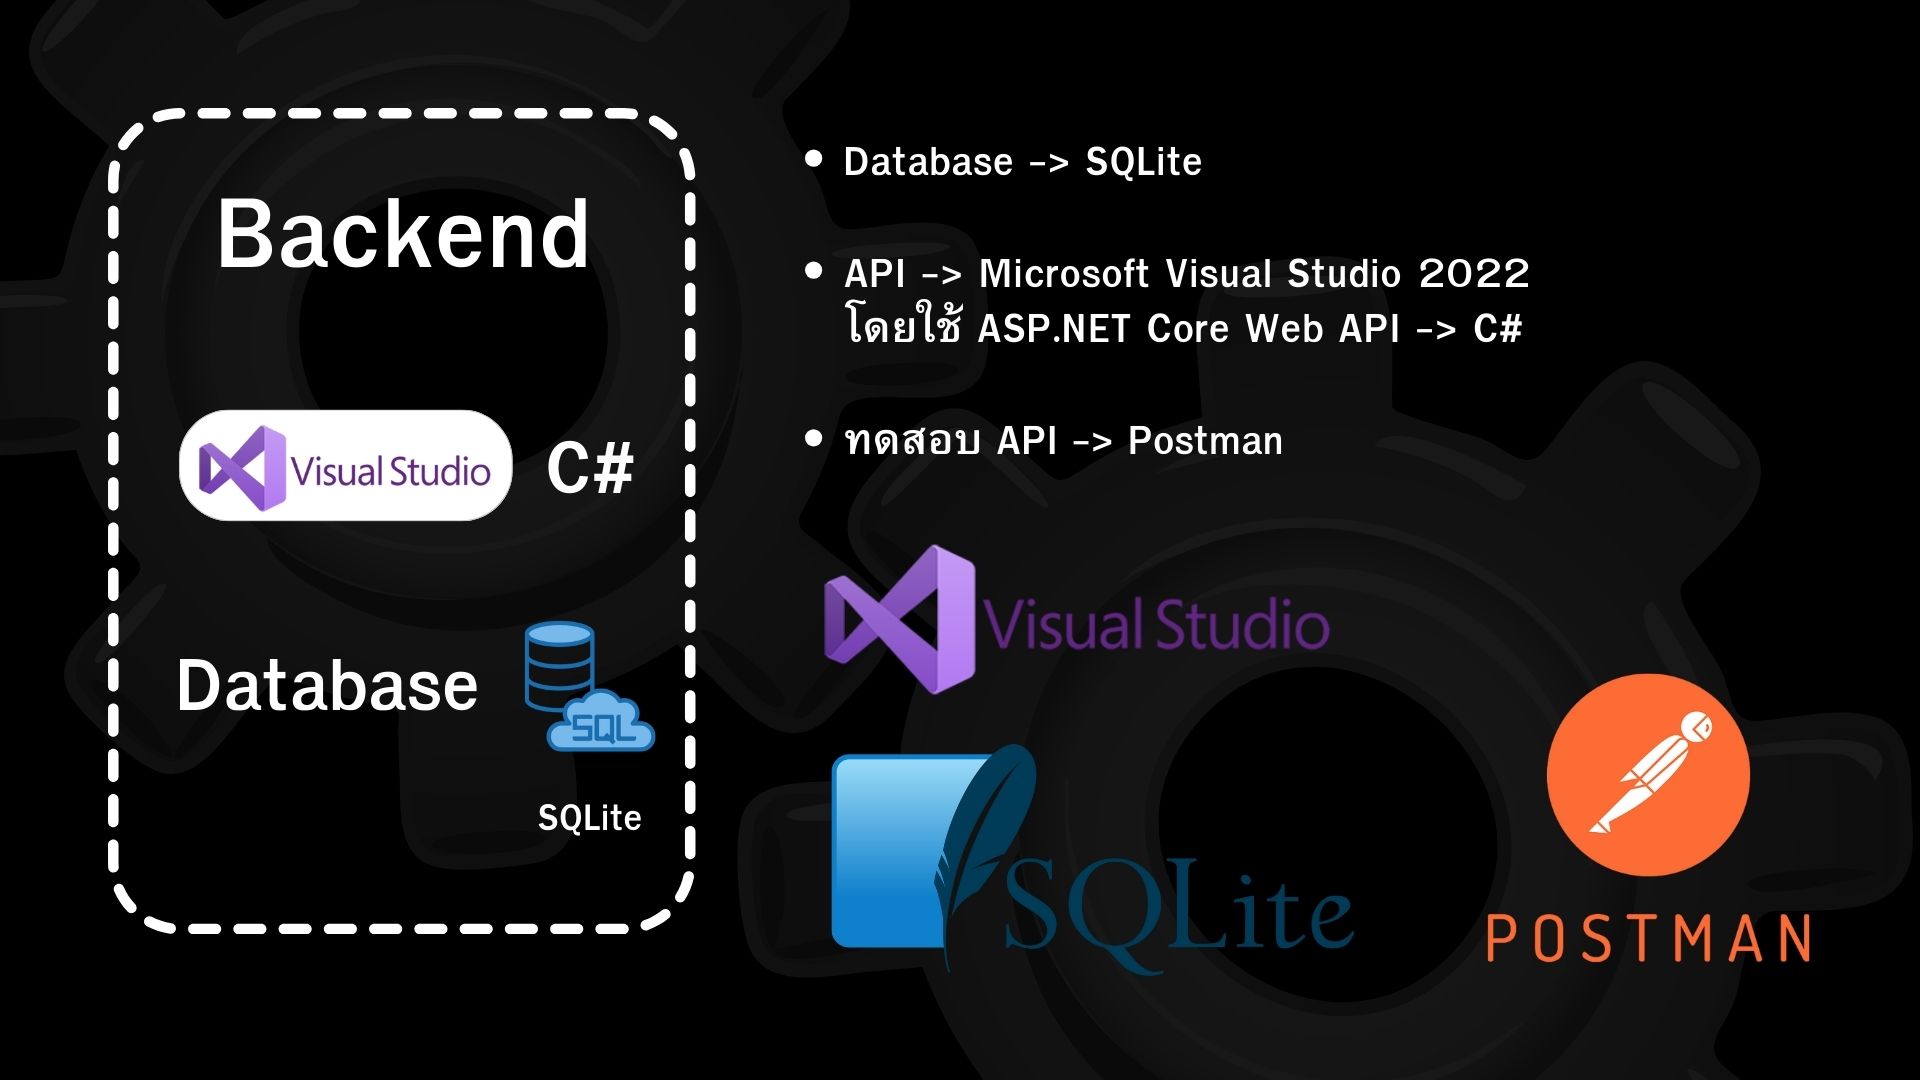 Backend
Visual Studio
C#
Database
SQL
SQLite
Database -> SQLite
API -> Microsoft Visual Studio 2022
โดยใช้ ASP.NET Core Web API -> C#
ทดสอบ API -> Postman
Visual Studio
SQLite
POSTMAN